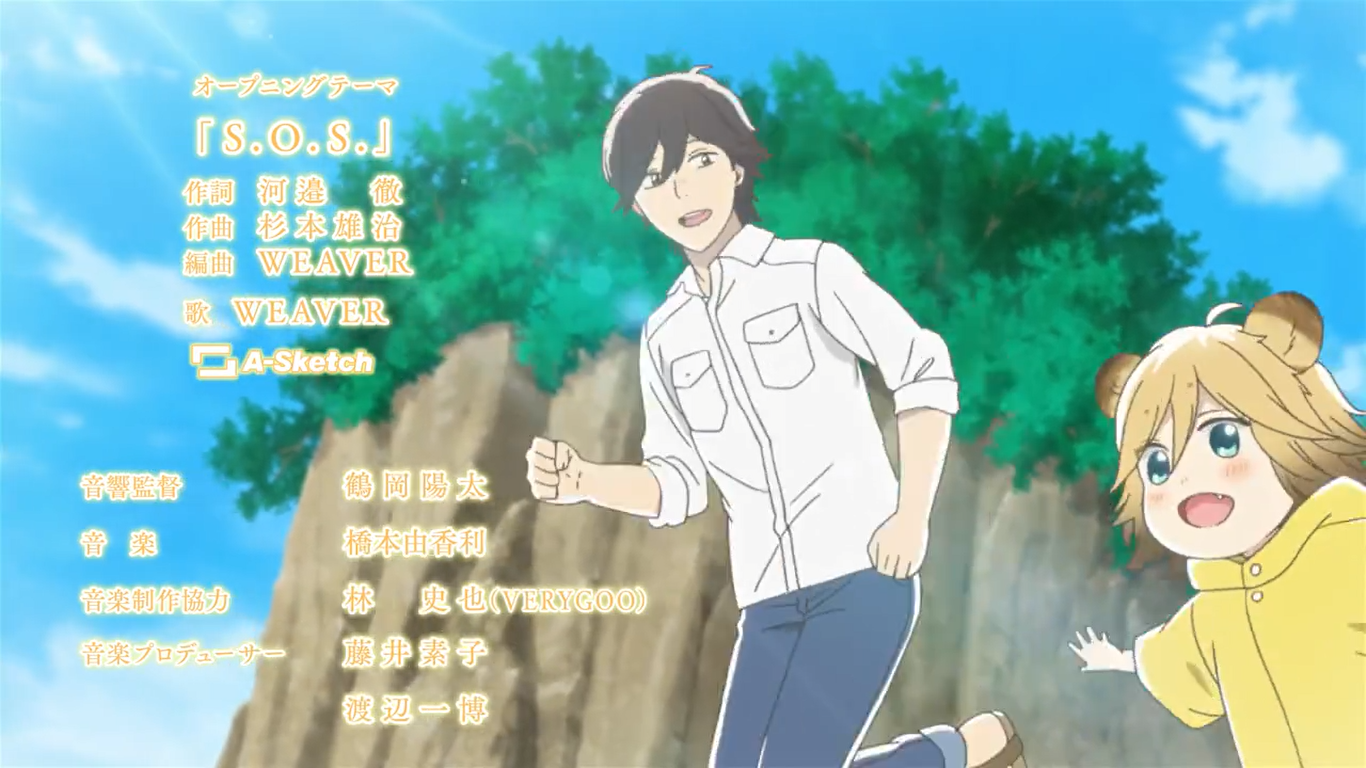 オープニングテーマ
「S.O.S.」
作詞 河邉 徹
作曲 杉本雄治
編曲 WEAVER
歌 WEAVER
A-Sketch
音響監督 鶴岡陽太
音楽 橋本由香利
音楽制作協力 林 史也(VERYGOO)
音楽プロデューサー 藤井素子
渡辺一博